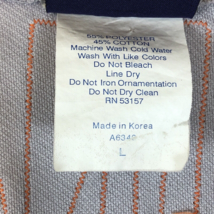 55% POLYESTER
45% COTTON
Machine Wash Cold Water
Wash With Like Colors
Do Not Bleach
Line Dry
Do Not Iron Ornamentation
Do Not Dry Clean
RN 53157
Made in Korea
A6340
L